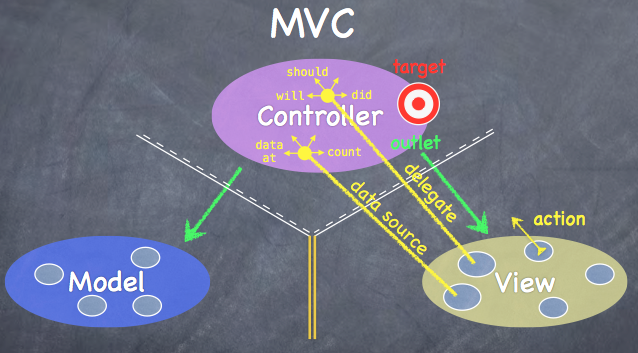 MVC
should
will
did
target
Controller
data
at
count
outlet
delegate
data source
action
Model
View